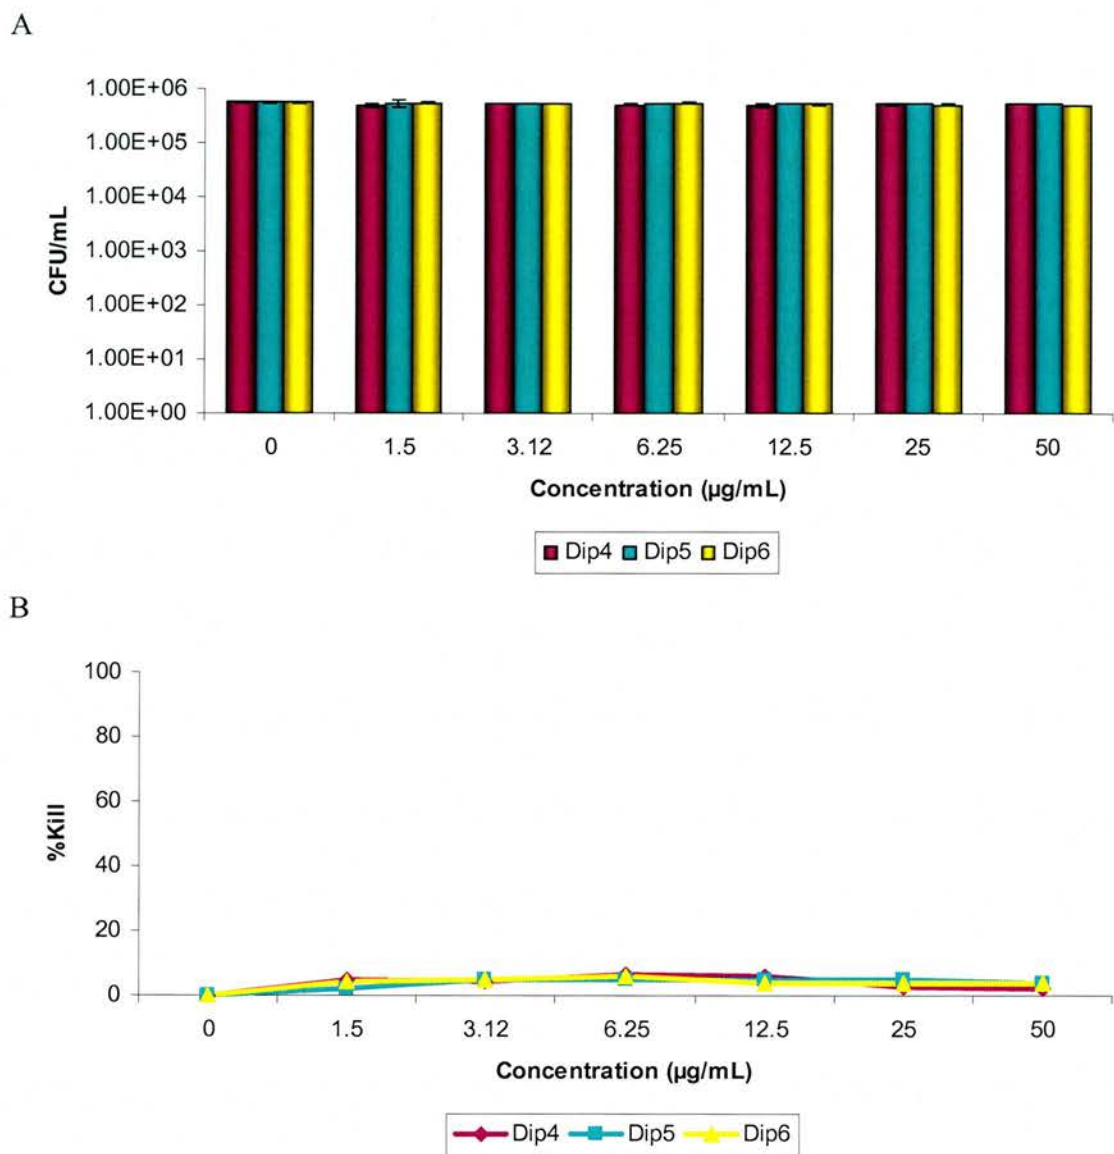 A
1.00E+06
1.00E+05
1.00E+04
1.00E+03
1.00E+02
1.00E+01
1.00E+00
CFU/mL
0 1.5 3.12 6.25 12.5 25 50
Concentration (µg/mL)
Dip4 Dip5 Dip6
B
100
80
60
40
20
0
%Kill
0 1.5 3.12 6.25 12.5 25 50
Concentration (µg/mL)
Dip4 Dip5 Dip6